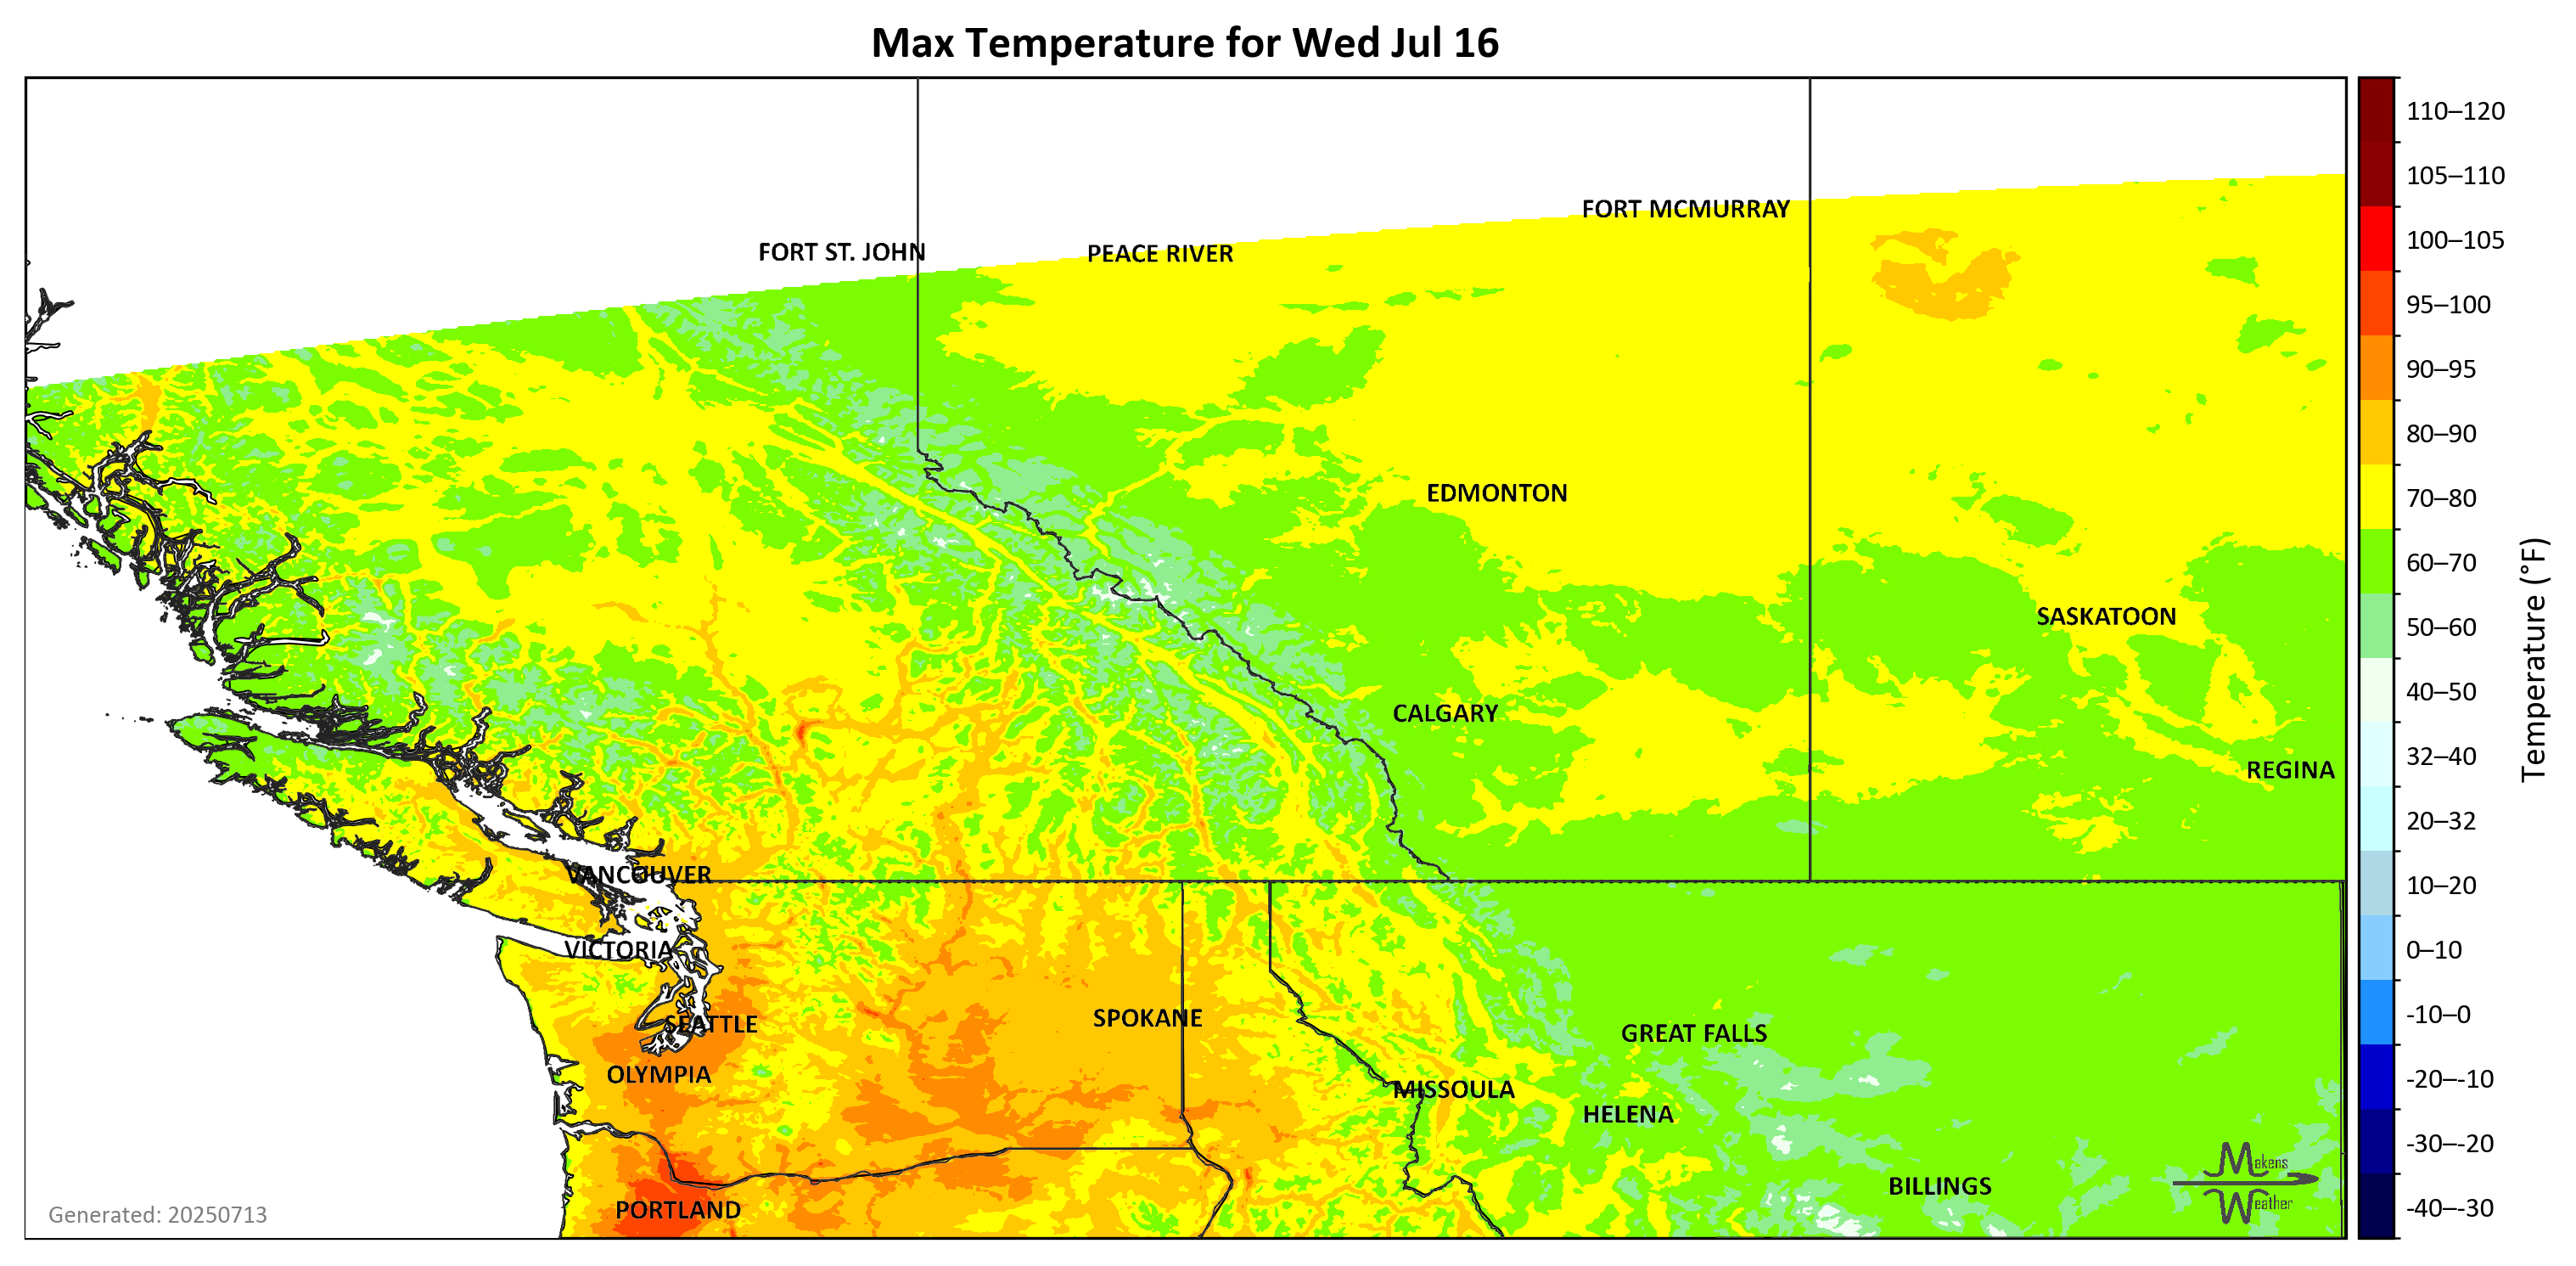 Max Temperature for Wed Jul 16
110–120
105–110
FORT MCMURRAY
100–105
FORT ST. JOHN
PEACE RIVER
95–100
90–95
80–90
EDMONTON
70–80
60–70
SASKATOON
50–60
CALGARY
40–50
REGINA
32–40
Temperature (°F)
20–32
VANCOUVER
10–20
VICTORIA
0–10
SEATTLE
SPOKANE
GREAT FALLS
-10–0
OLYMPIA
MISSOULA
HELENA
-20–-10
-30–-20
Makens
Weather
BILLINGS
PORTLAND
-40–-30
Generated: 20250713